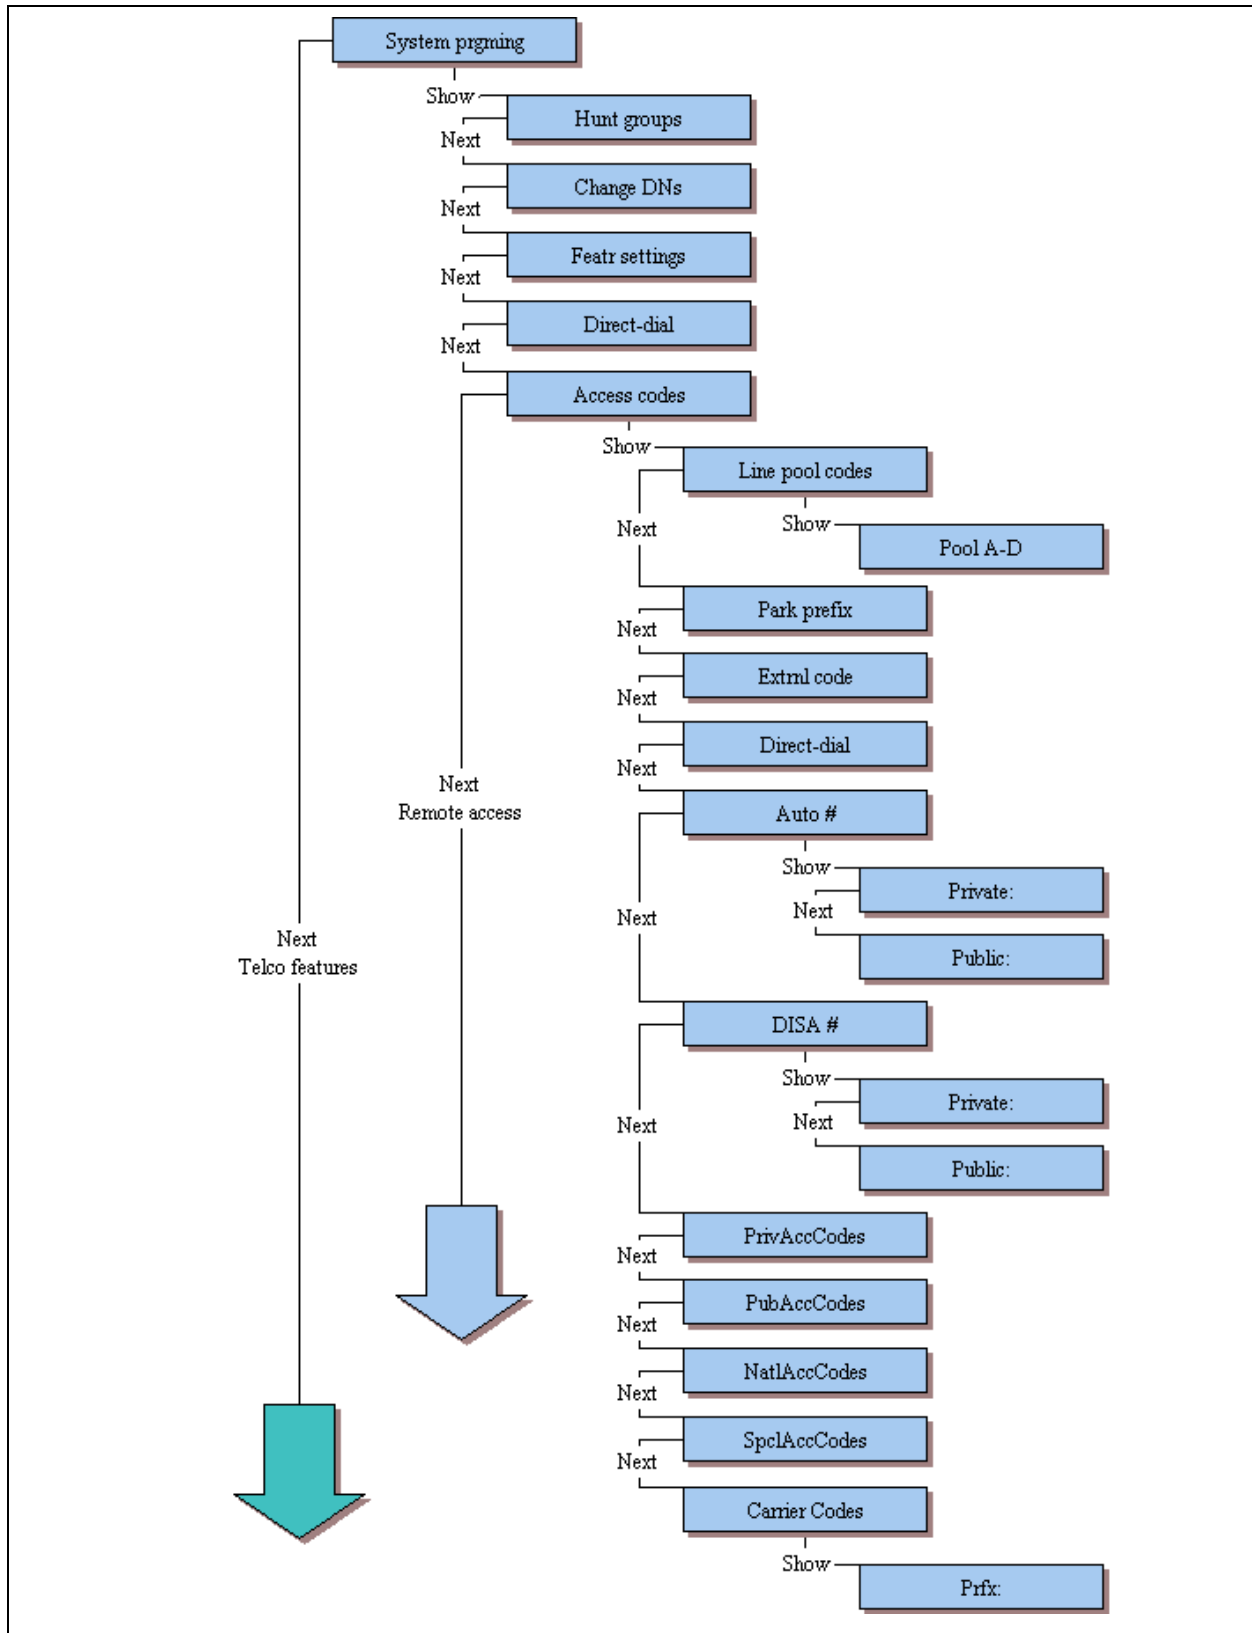 System prgming
Show
Hunt groups
Next
Change DNs
Next
Featr settings
Next
Direct-dial
Next
Access codes
Show
Line pool codes
Show
Next
Pool A-D
Park prefix
Next
Extrnl code
Next
Direct-dial
Next
Next
Remote access
Auto #
Show
Private:
Next
Next
Next
Telco features
Public:
DISA #
Show
Private:
Next
Next
Public:
PrivAccCodes
Next
PubAccCodes
Next
NatlAccCodes
Next
SpclAccCodes
Next
Carrier Codes
Show
Prfx: